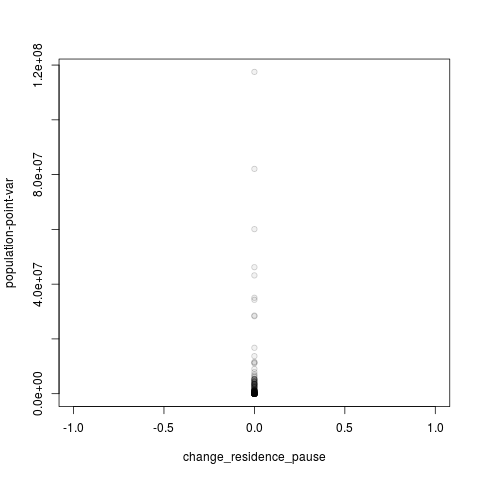 1.2e+08
8.0e+07
4.0e+07
0.0e+00
population-point-var
-1.0
-0.5
0.0
0.5
1.0
change_residence_pause